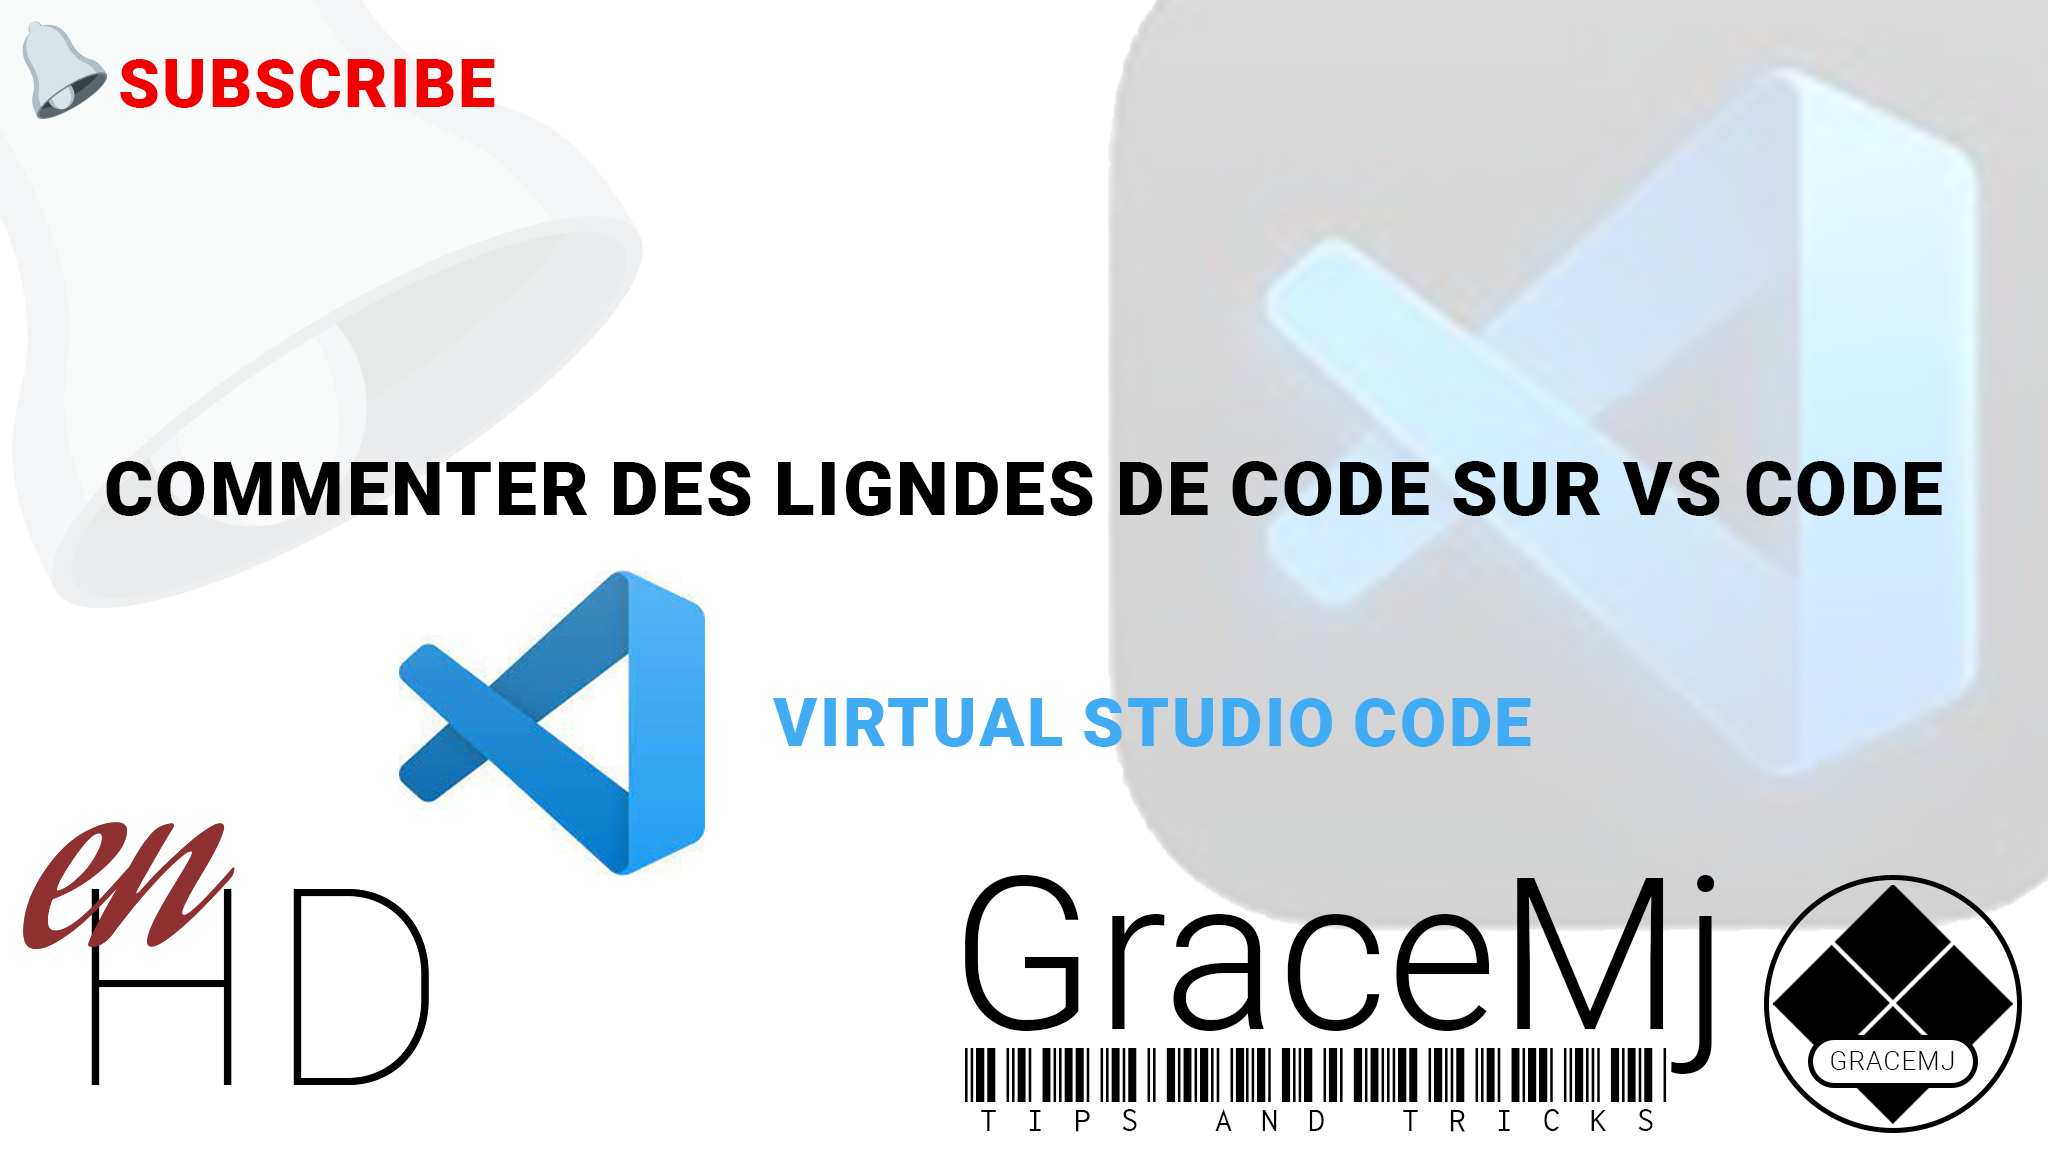 SUBSCRIBE
COMMENTER DES LIGNDES DE CODE SUR VS CODE
VIRTUAL STUDIO CODE
en
HD
GraceMj
TIPS AND TRICKS
GRACEMJ